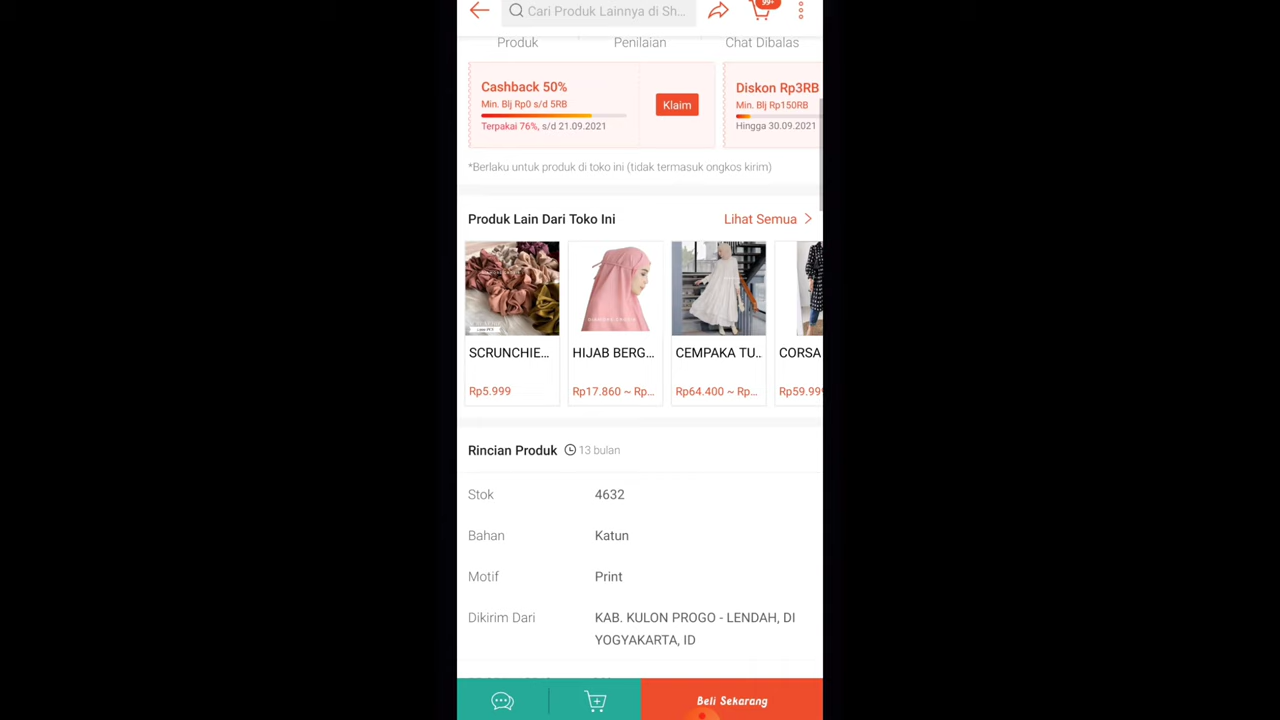 Cari Produk Lainnya di Sh...
99+
Produk
Penilaian
Chat Dibalas
Cashback 50%
Min. Blj Rp0 s/d 5RB
Terpakai 76%, s/d 21.09.2021
Klaim
Diskon Rp3RB
Min. Blj Rp150RB
Hingga 30.09.2021
*Berlaku untuk produk di toko ini (tidak termasuk ongkos kirim)
Produk Lain Dari Toko Ini
Lihat Semua
SCRUNCHIE...
Rp5.999
HIJAB BERG...
Rp17.860 ~ Rp...
CEMPAKA TU...
Rp64.400 ~ Rp...
CORSA
Rp59.999
Rincian Produk
13 bulan
Stok
4632
Bahan
Katun
Motif
Print
Dikirim Dari
KAB. KULON PROGO - LENDAH, DI
YOGYAKARTA, ID
Beli Sekarang